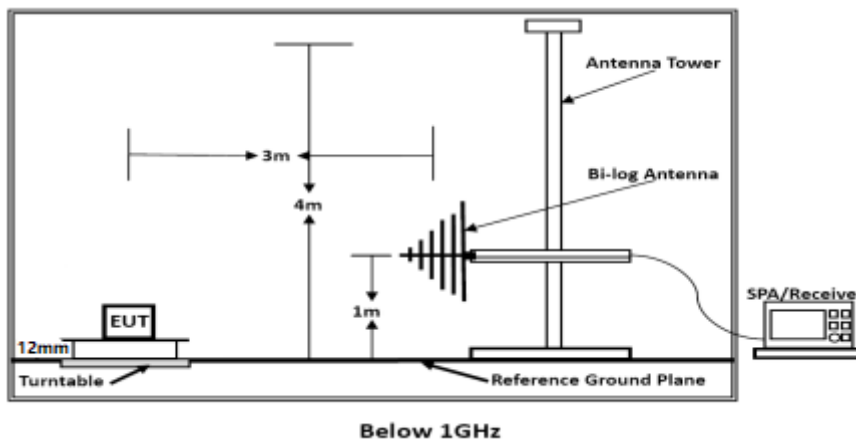 Antenna Tower
3m
Bi-log Antenna
4m
SPA/Receive
1m
EUT
12mm
Turntable
Reference Ground Plane
Below 1GHz